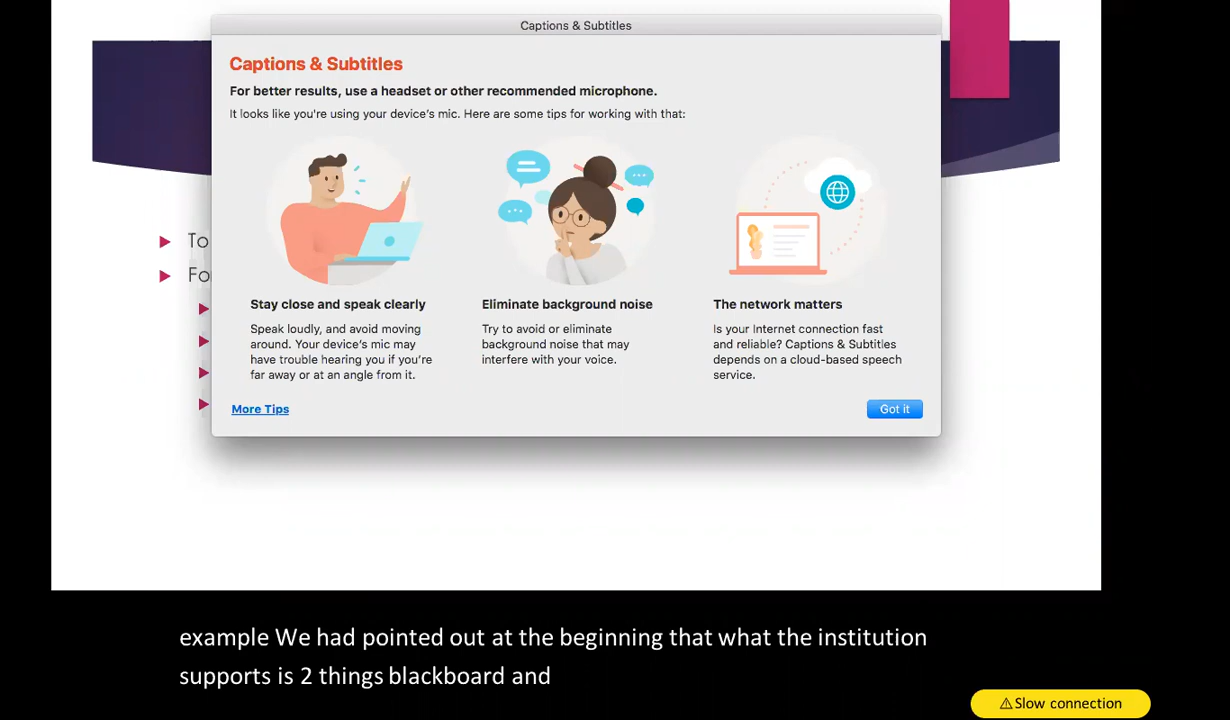 Captions & Subtitles
Captions & Subtitles
For better results, use a headset or other recommended microphone.
It looks like you're using your device's mic. Here are some tips for working with that:
Stay close and speak clearly
Speak loudly, and avoid moving
around. Your device's mic may
have trouble hearing you if you're
far away or at an angle from it.
Eliminate background noise
Try to avoid or eliminate
background noise that may
interfere with your voice.
The network matters
Is your Internet connection fast
and reliable? Captions & Subtitles
depends on a cloud-based speech
service.
More Tips
Got it
To
example We had pointed out at the beginning that what the institution
supports is 2 things blackboard and
⚠Slow connection